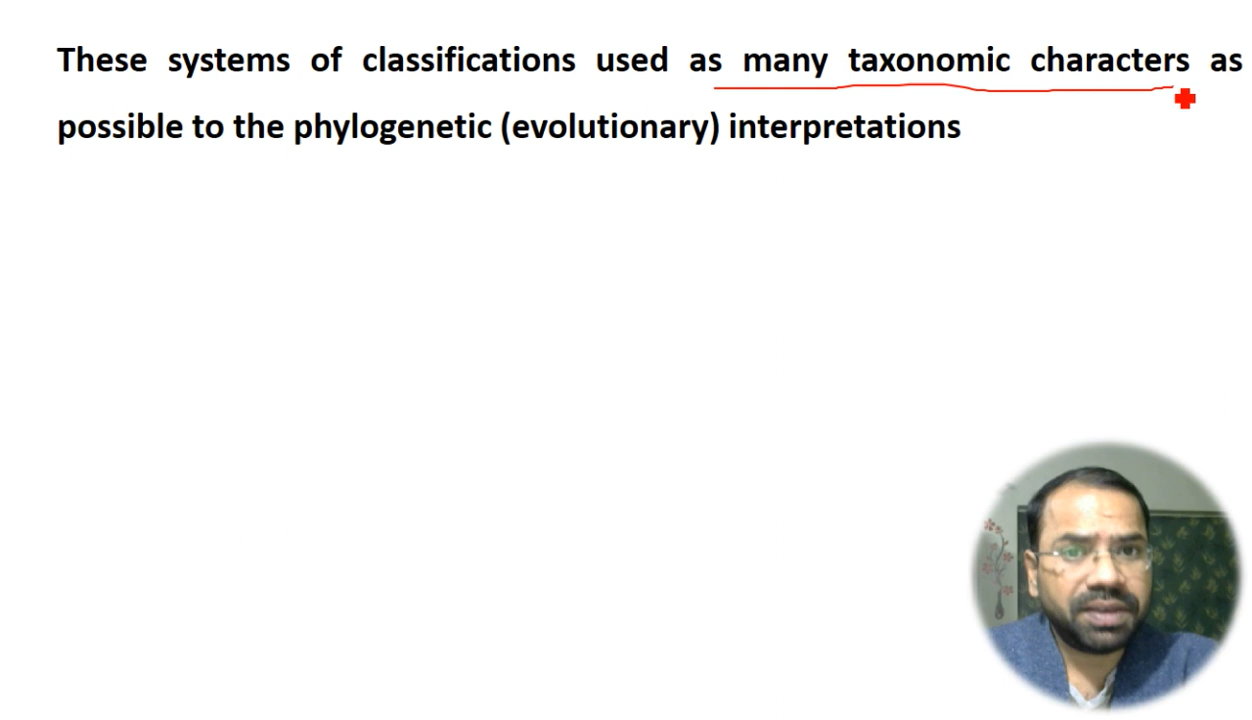 These systems of classifications used as many taxonomic characters as
possible to the phylogenetic (evolutionary) interpretations